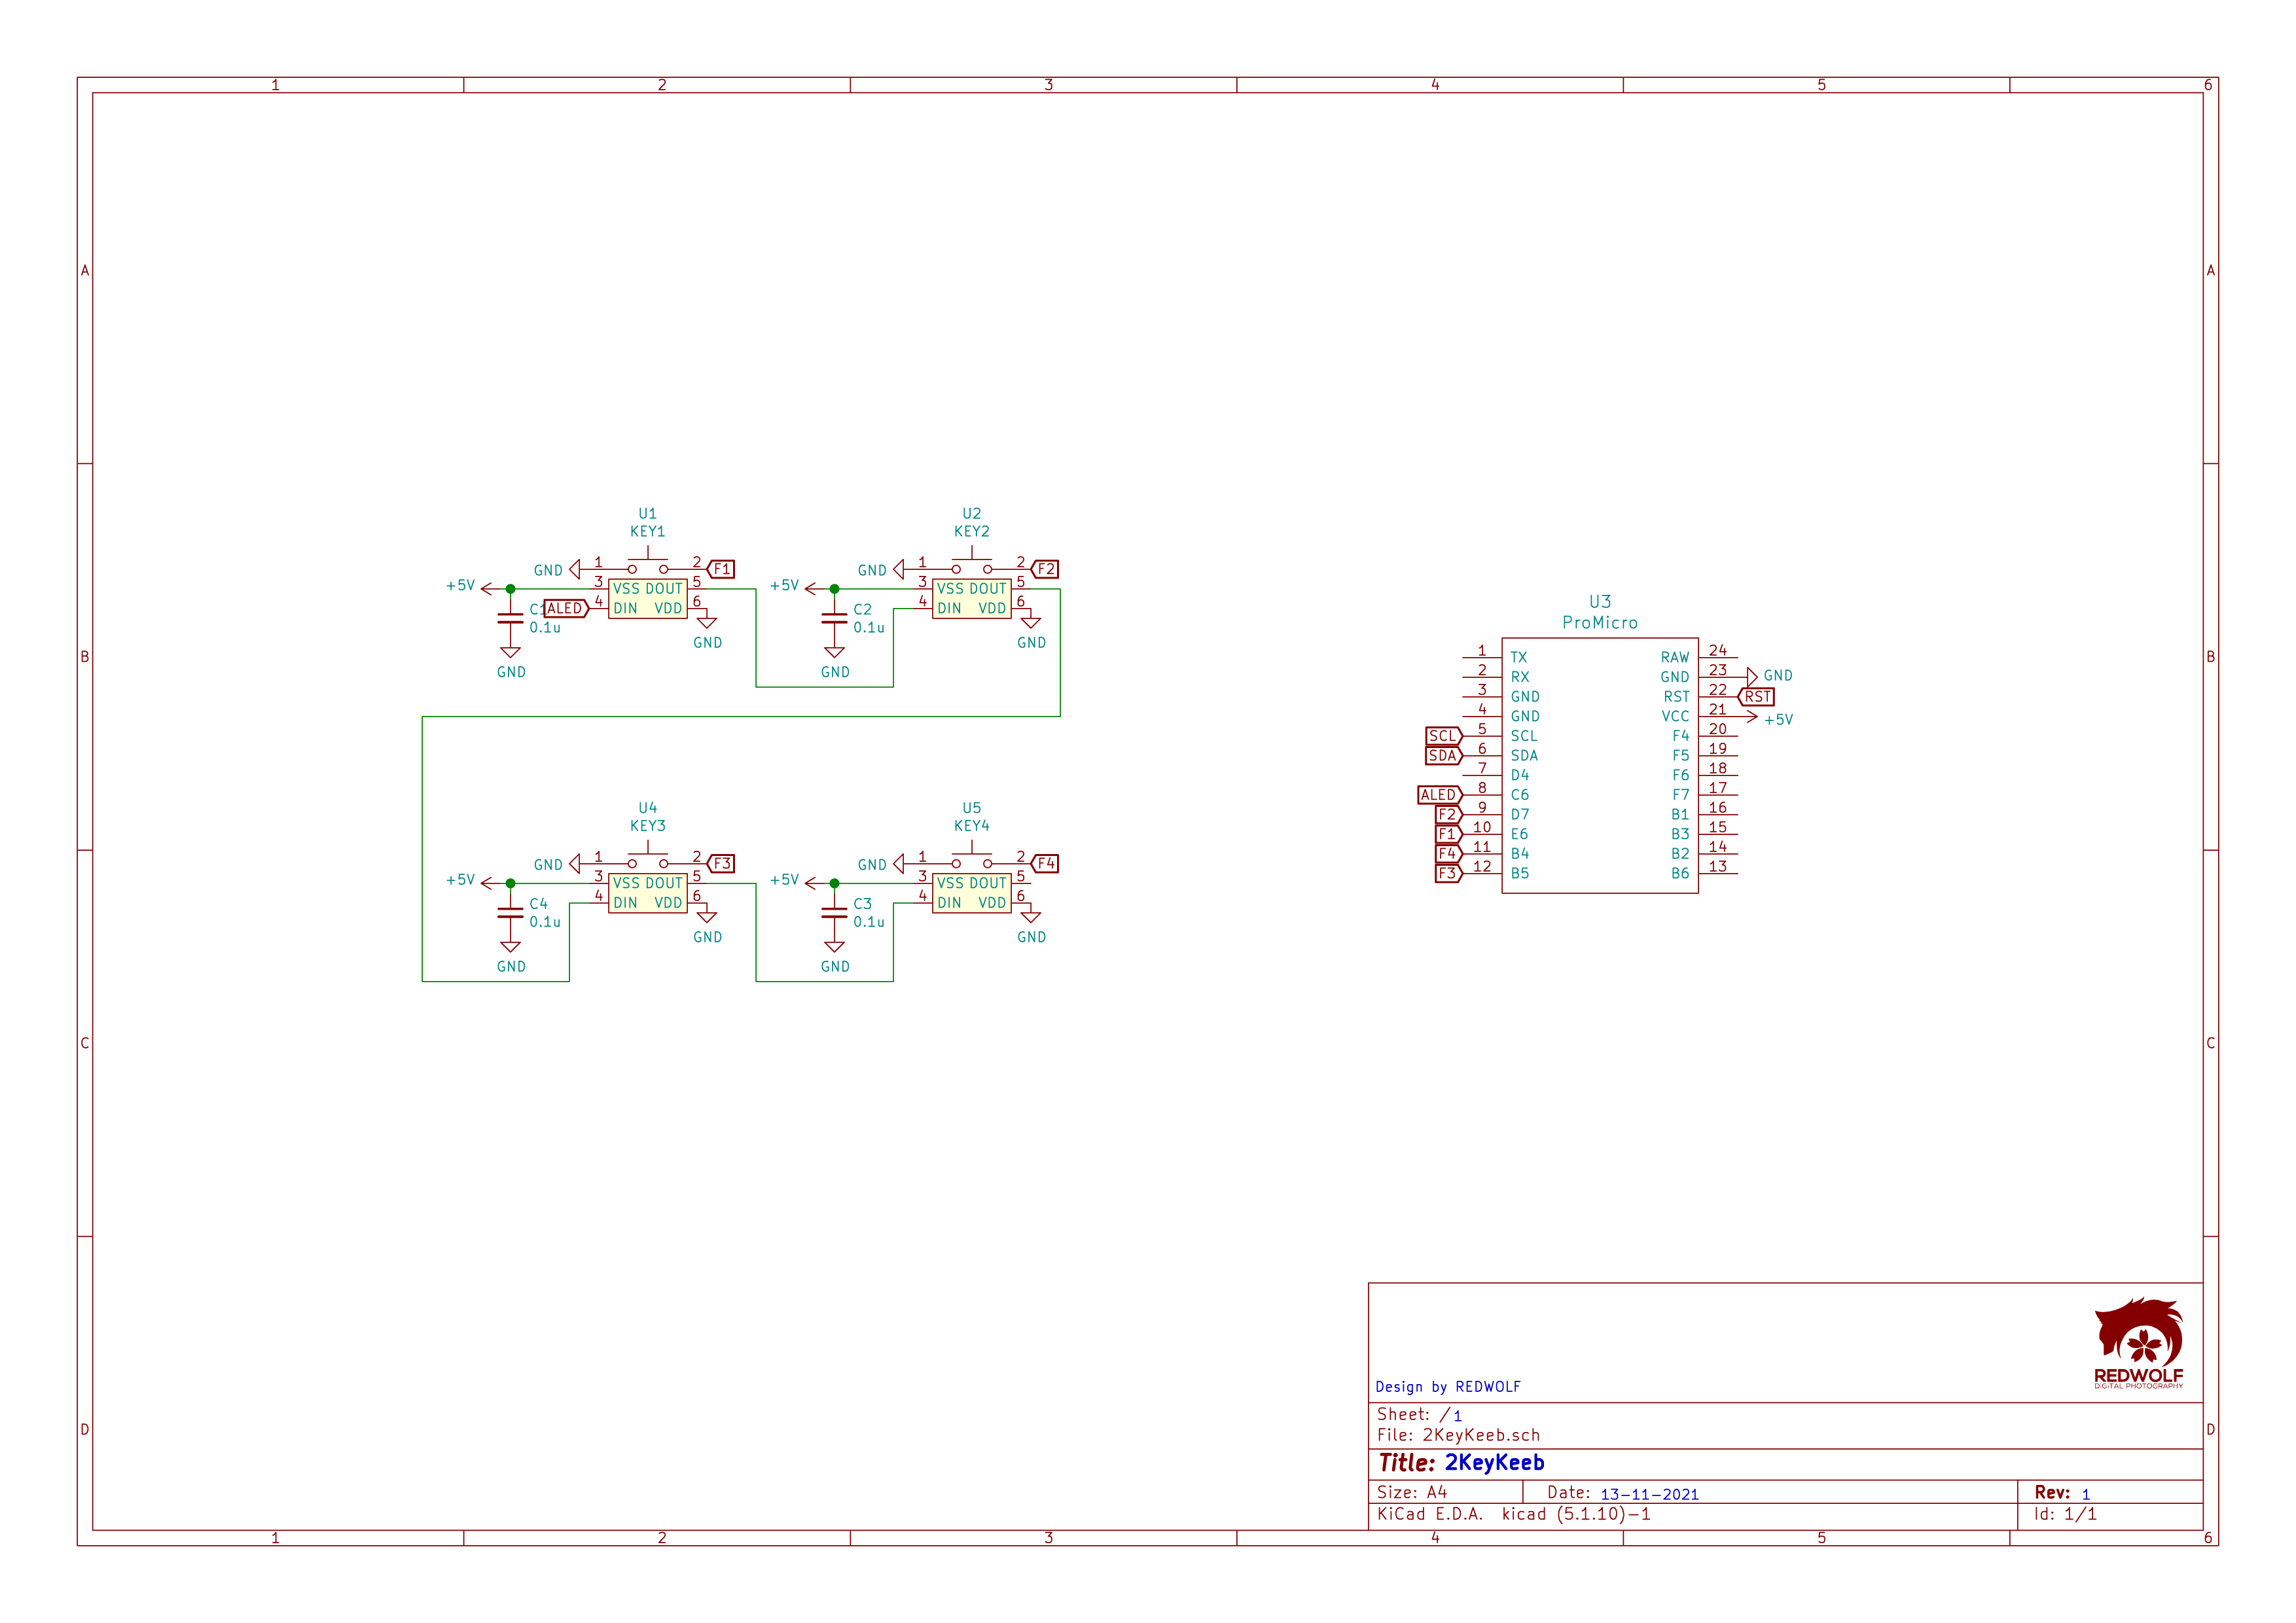 1 2 3 4 5 6
A A
B B
C C
D D
U1
KEY1
GND 1 2 F1
+5V 3 VSS DOUT 5
C1 ALED 4 DIN VDD 6
0.1u
GND
GND
U2
KEY2
GND 1 2 F2
+5V 3 VSS DOUT 5
C2 4 DIN VDD 6
0.1u
GND
GND
U4
KEY3
GND 1 2 F3
+5V 3 VSS DOUT 5
C4 4 DIN VDD 6
0.1u
GND
GND
U5
KEY4
GND 1 2 F4
+5V 3 VSS DOUT 5
C3 4 DIN VDD 6
0.1u
GND
GND
U3
ProMicro
1 TX RAW 24
2 RX GND 23 GND
3 GND RST 22 RST
4 GND VCC 21 +5V
SCL 5 SCL F4 20
SDA 6 SDA F5 19
7 D4 F6 18
ALED 8 C6 F7 17
F2 9 D7 B1 16
F1 10 E6 B3 15
F4 11 B4 B2 14
F3 12 B5 B6 13
REDWOLF
DIGITAL PHOTOGRAPHY
Design by REDWOLF
Sheet: /1
File: 2KeyKeeb.sch
Title: 2KeyKeeb
Size: A4 Date: 13-11-2021 Rev: 1
KiCad E.D.A. kicad (5.1.10)-1 Id: 1/1
1 2 3 4 5 6